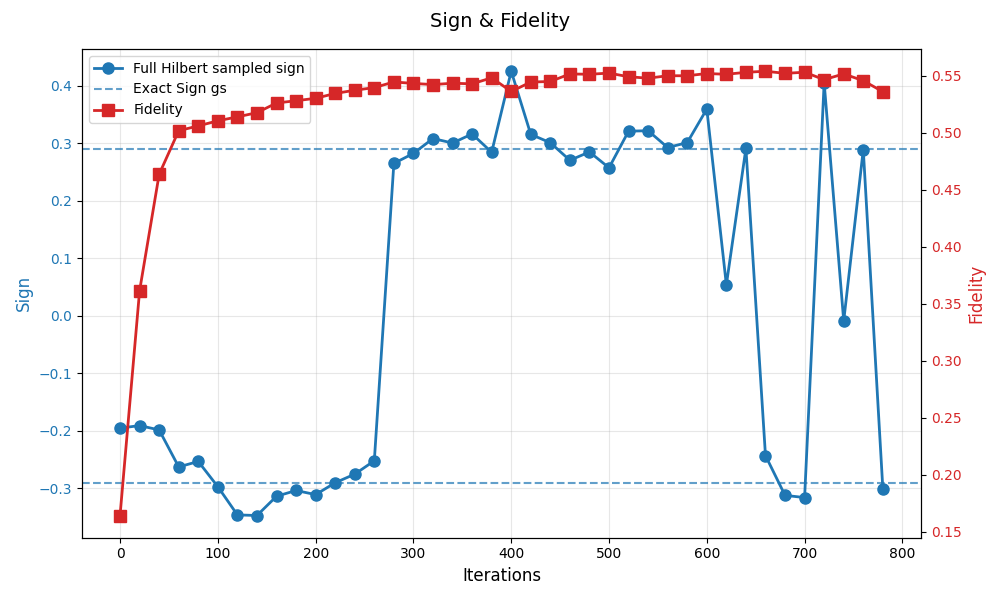 Sign & Fidelity
Full Hilbert sampled sign
Exact Sign gs
Fidelity
0.4
0.3
0.2
0.1
0.0
−0.1
−0.2
−0.3
Sign
0.55
0.50
0.45
0.40
0.35
0.30
0.25
0.20
0.15
Fidelity
0 100 200 300 400 500 600 700 800
Iterations